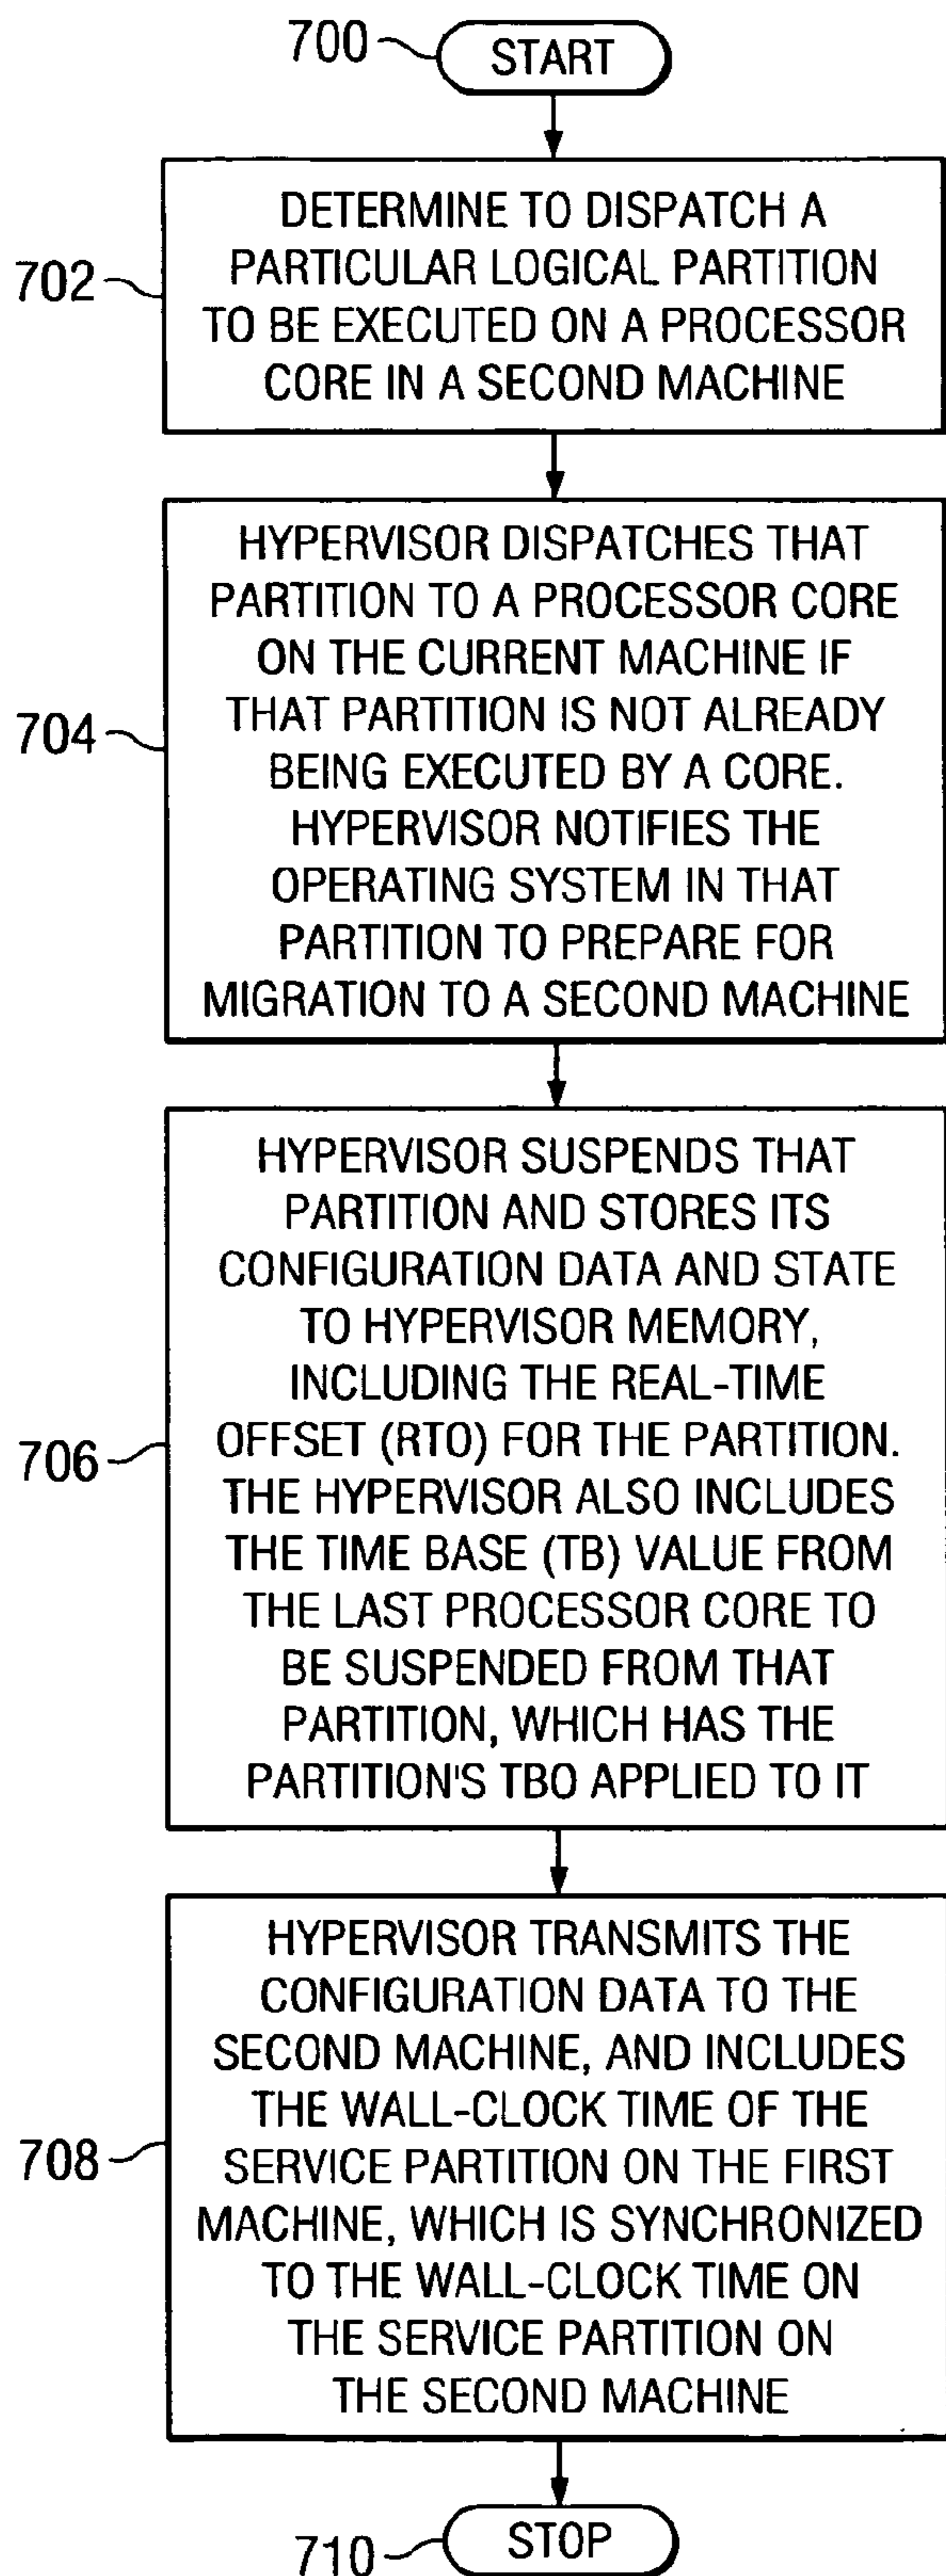 700
START
702
DETERMINE TO DISPATCH A
PARTICULAR LOGICAL PARTITION
TO BE EXECUTED ON A PROCESSOR
CORE IN A SECOND MACHINE
704
HYPERVISOR DISPATCHES THAT
PARTITION TO A PROCESSOR CORE
ON THE CURRENT MACHINE IF
THAT PARTITION IS NOT ALREADY
BEING EXECUTED BY A CORE.
HYPERVISOR NOTIFIES THE
OPERATING SYSTEM IN THAT
PARTITION TO PREPARE FOR
MIGRATION TO A SECOND MACHINE
706
HYPERVISOR SUSPENDS THAT
PARTITION AND STORES ITS
CONFIGURATION DATA AND STATE
TO HYPERVISOR MEMORY,
INCLUDING THE REAL-TIME
OFFSET (RTO) FOR THE PARTITION.
THE HYPERVISOR ALSO INCLUDES
THE TIME BASE (TB) VALUE FROM
THE LAST PROCESSOR CORE TO
BE SUSPENDED FROM THAT
PARTITION, WHICH HAS THE
PARTITION'S TBO APPLIED TO IT
708
HYPERVISOR TRANSMITS THE
CONFIGURATION DATA TO THE
SECOND MACHINE, AND INCLUDES
THE WALL-CLOCK TIME OF THE
SERVICE PARTITION ON THE FIRST
MACHINE, WHICH IS SYNCHRONIZED
TO THE WALL-CLOCK TIME ON
THE SERVICE PARTITION ON
THE SECOND MACHINE
710
STOP